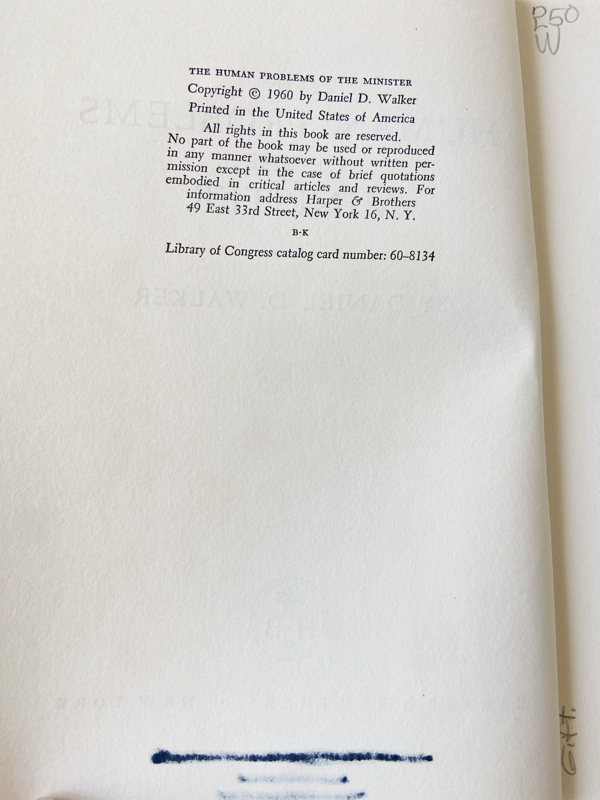 THE HUMAN PROBLEMS OF THE MINISTER
Copyright © 1960 by Daniel D. Walker
Printed in the United States of America
All rights in this book are reserved.
No part of the book may be used or reproduced
in any manner whatsoever without written per-
mission except in the case of brief quotations
embodied in critical articles and reviews. For
information address Harper & Brothers
49 East 33rd Street, New York 16, N. Y.
B-K
Library of Congress catalog card number: 60–8134
250
W
Gift.